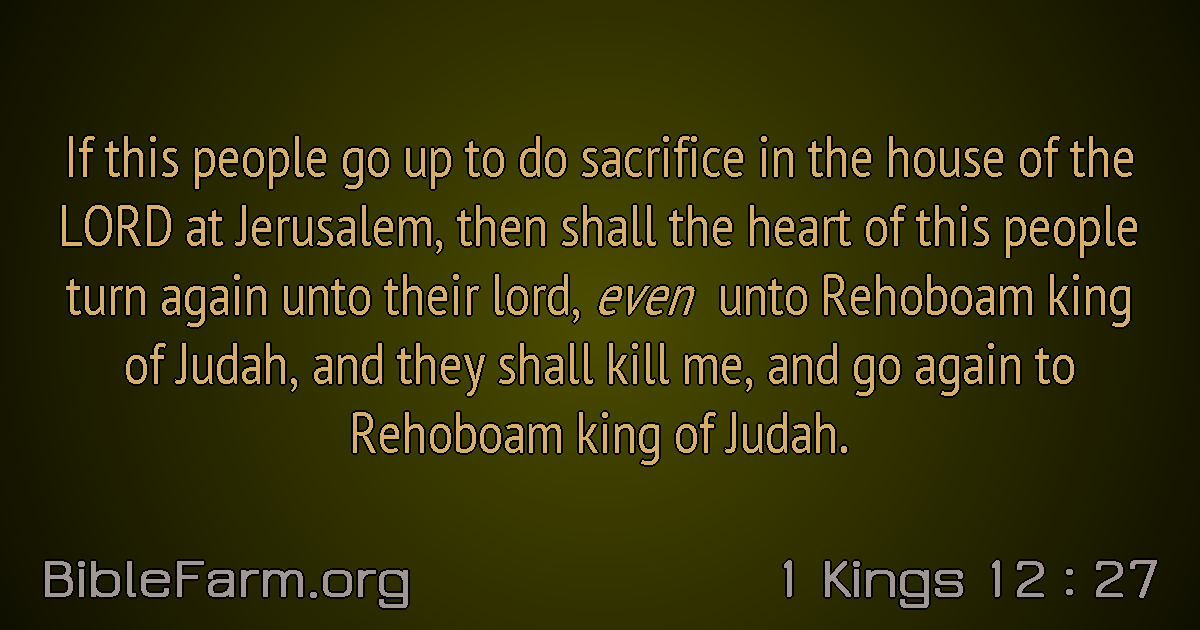 If this people go up to do sacrifice in the house of the
LORD at Jerusalem, then shall the heart of this people
turn again unto their lord, even unto Rehoboam king
of Judah, and they shall kill me, and go again to
Rehoboam king of Judah.
BibleFarm.org
1 Kings 12 : 27